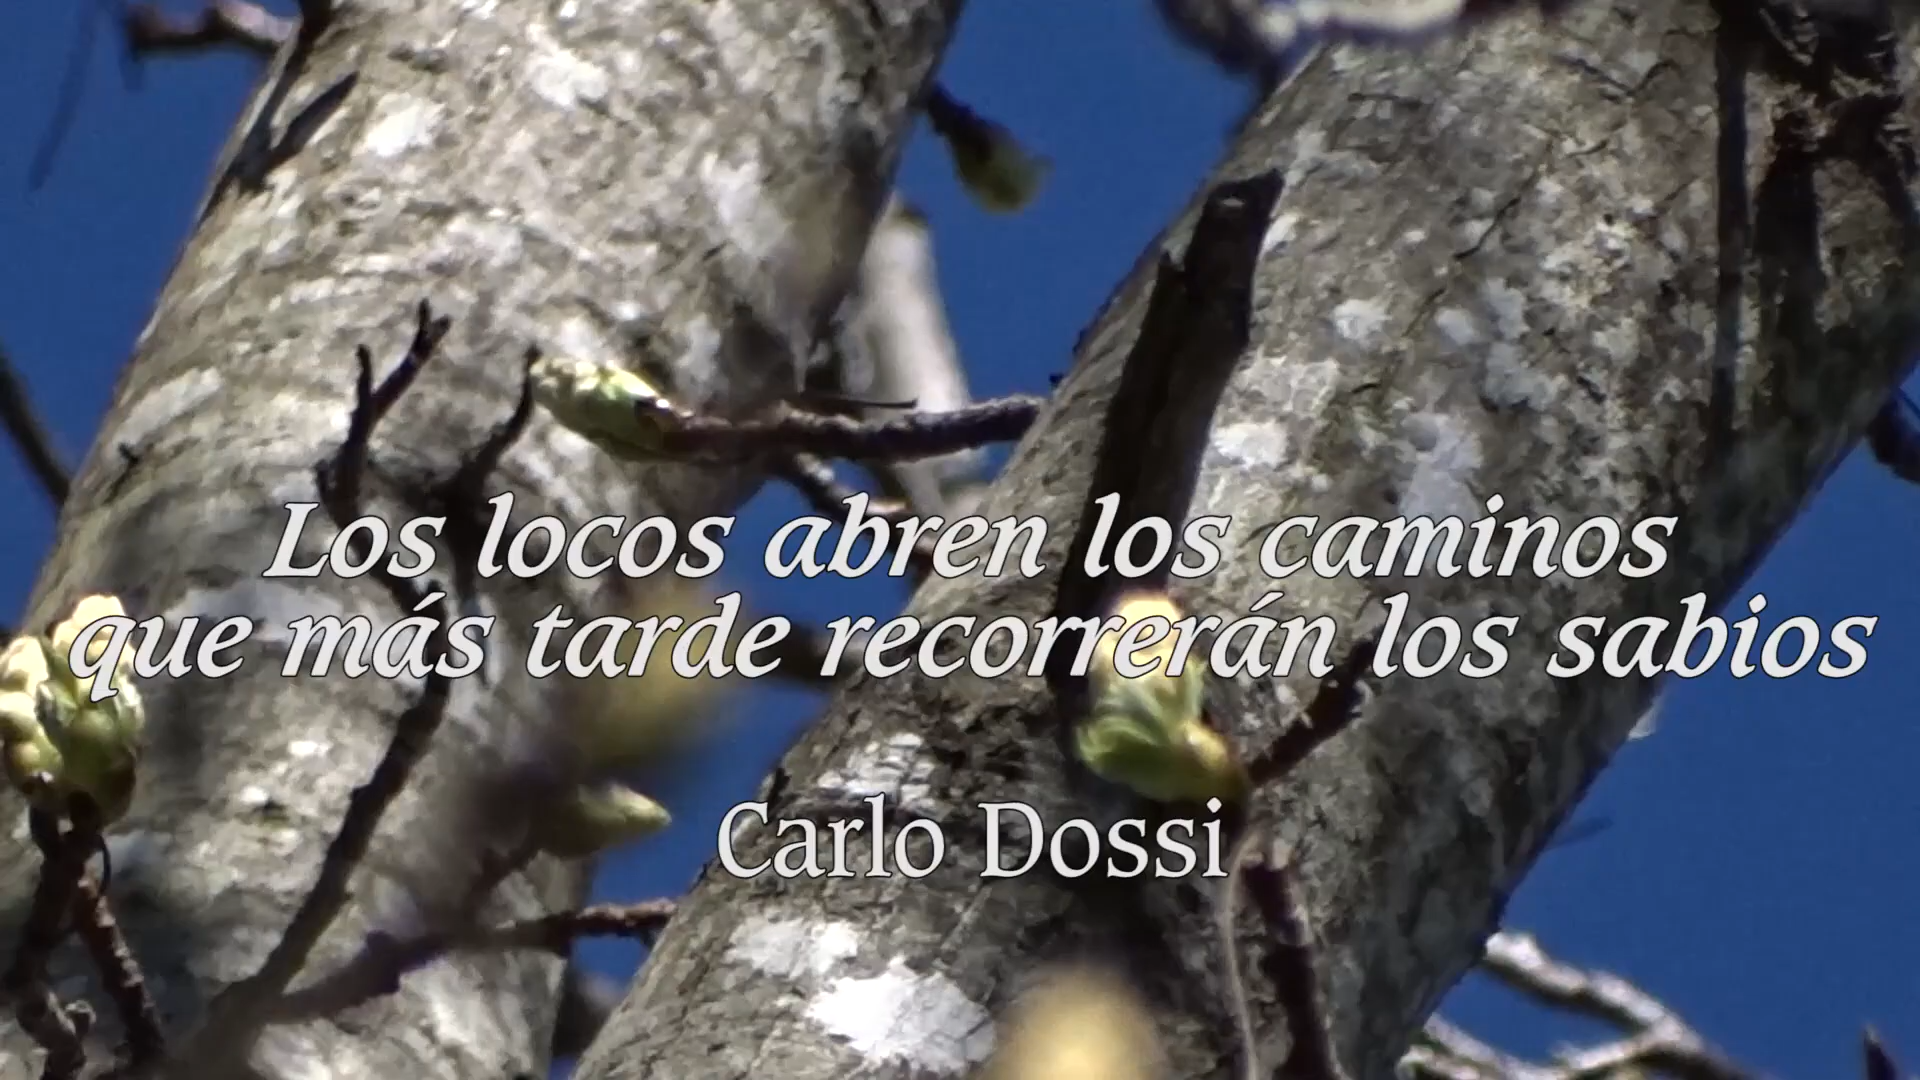 Los locos abren los caminos
que más tarde recorrerán los sabios
Carlo Dossi